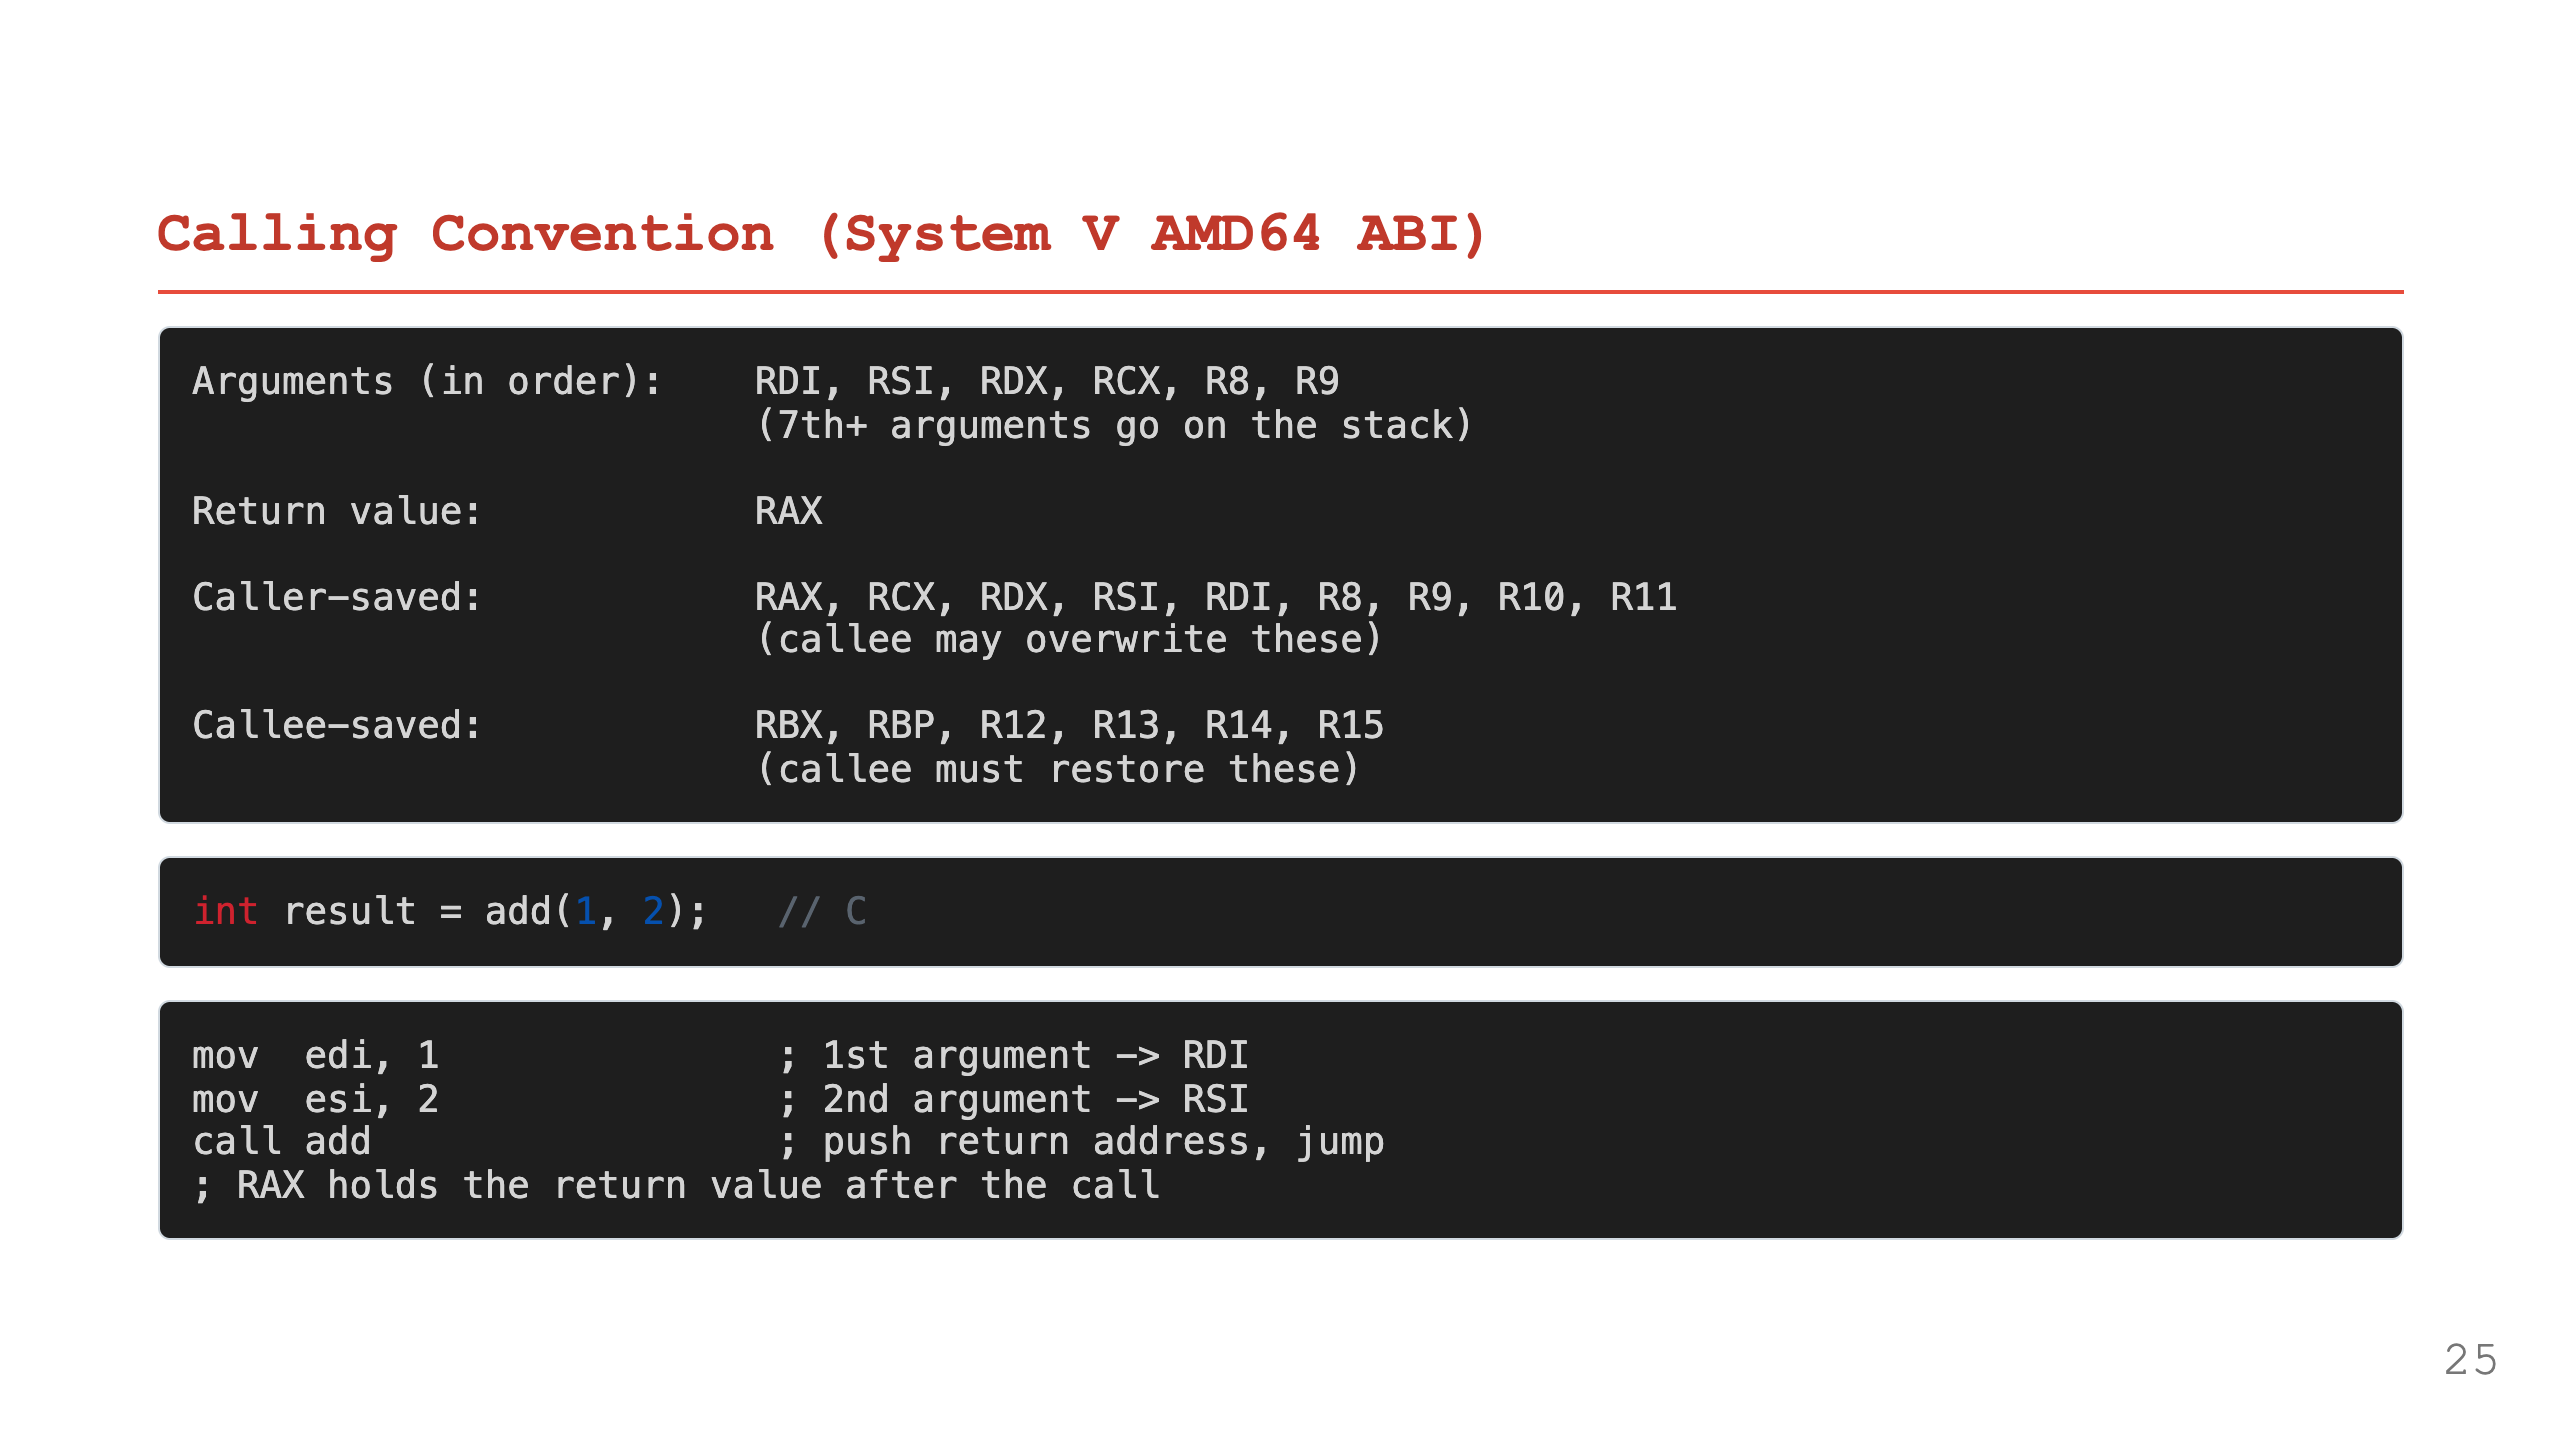 Calling Convention (System V AMD64 ABI)
Arguments (in order):    RDI, RSI, RDX, RCX, R8, R9
(7th+ arguments go on the stack)
Return value:            RAX
Caller-saved:            RAX, RCX, RDX, RSI, RDI, R8, R9, R10, R11
(callee may overwrite these)
Callee-saved:            RBX, RBP, R12, R13, R14, R15
(callee must restore these)
int result = add(1, 2);   // C
mov  edi, 1               ; 1st argument -> RDI
mov  esi, 2               ; 2nd argument -> RSI
call add                  ; push return address, jump
; RAX holds the return value after the call
25